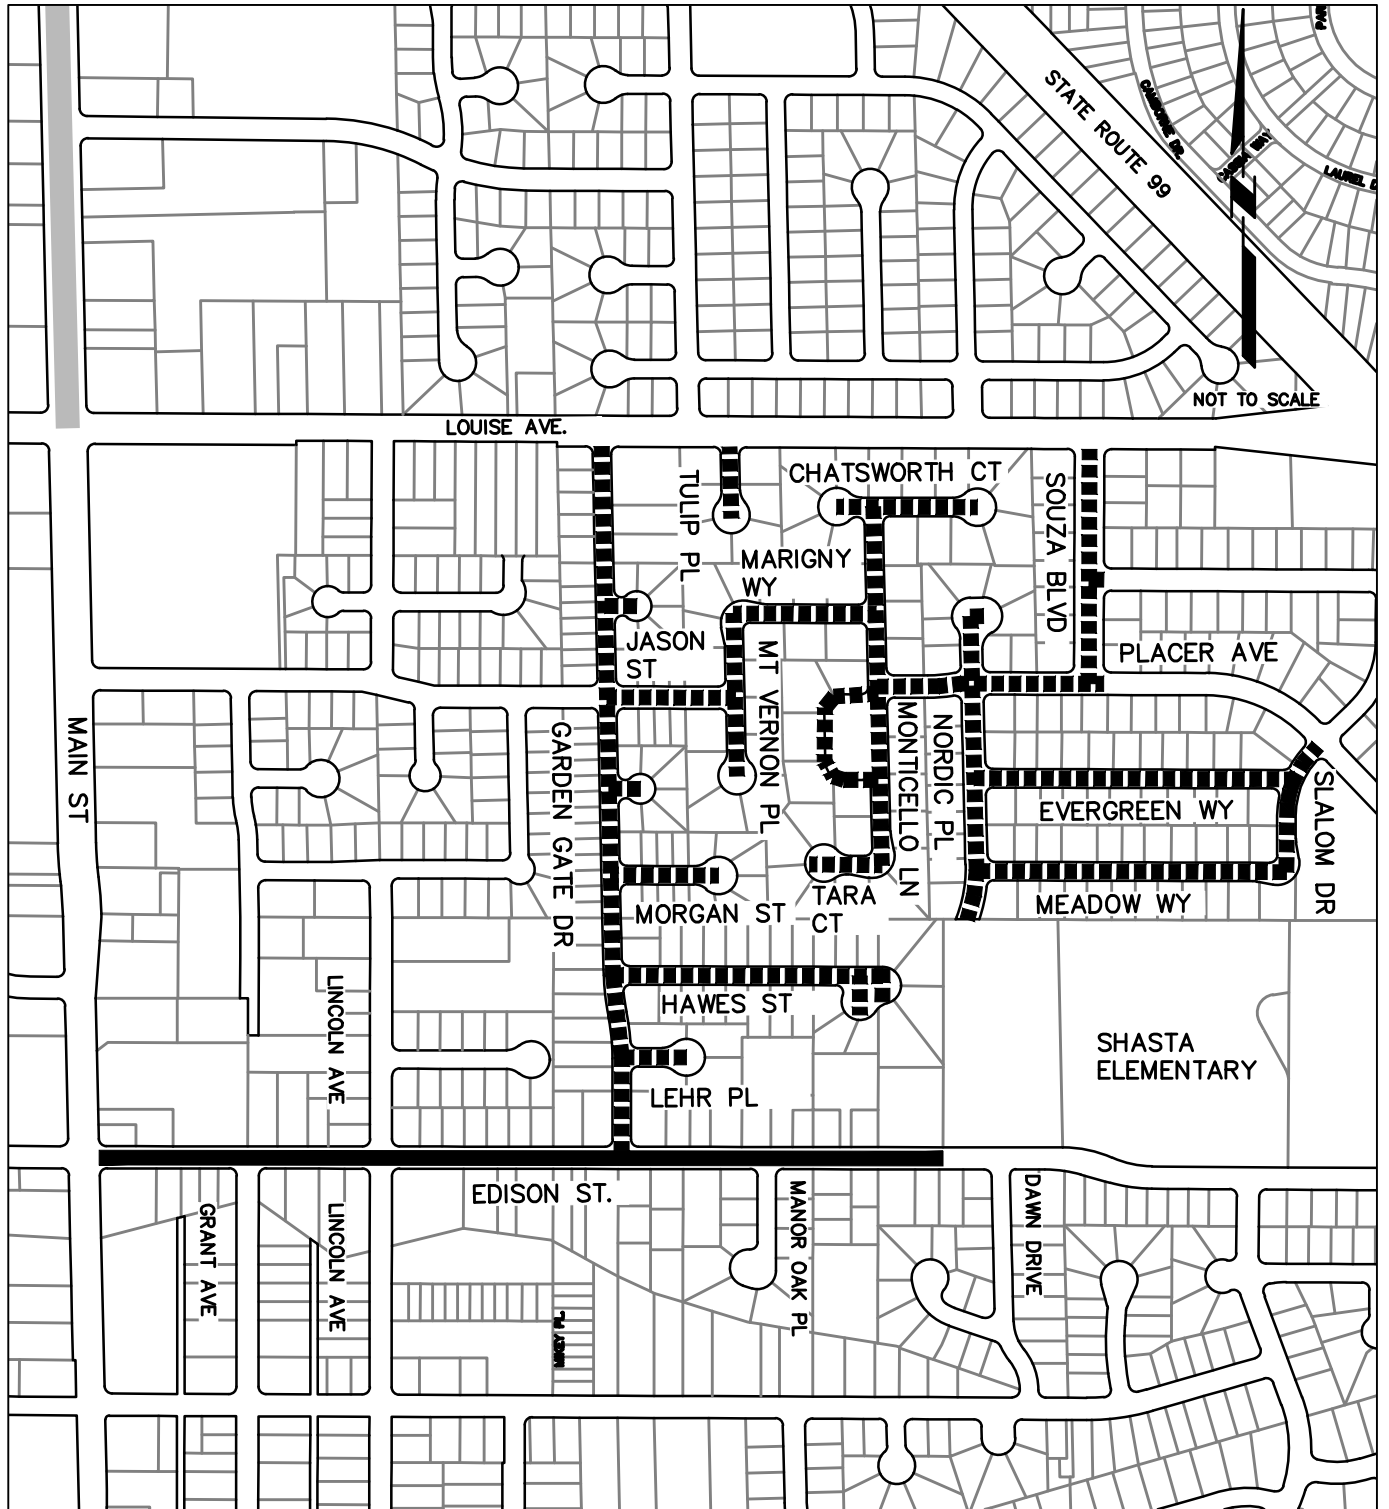 STATE ROUTE 99
CAMBORNE DR.
LAUREL D
NOT TO SCALE
LOUISE AVE.
TULIP PL
CHATSWORTH CT
SOUZA BLVD
MARIGNY
WY
JASON
ST
PLACER AVE
MT VERNON PL
MAIN ST
GARDEN GATE DR
MONTICELLO LN
NORDIC PL
SLALOM DR
EVERGREEN WY
MORGAN ST
TARA
CT
MEADOW WY
LINCOLN AVE
HAWES ST
SHASTA
ELEMENTARY
LEHR PL
EDISON ST.
GRANT AVE
LINCOLN AVE
MANOR OAK PL
DAWN DRIVE